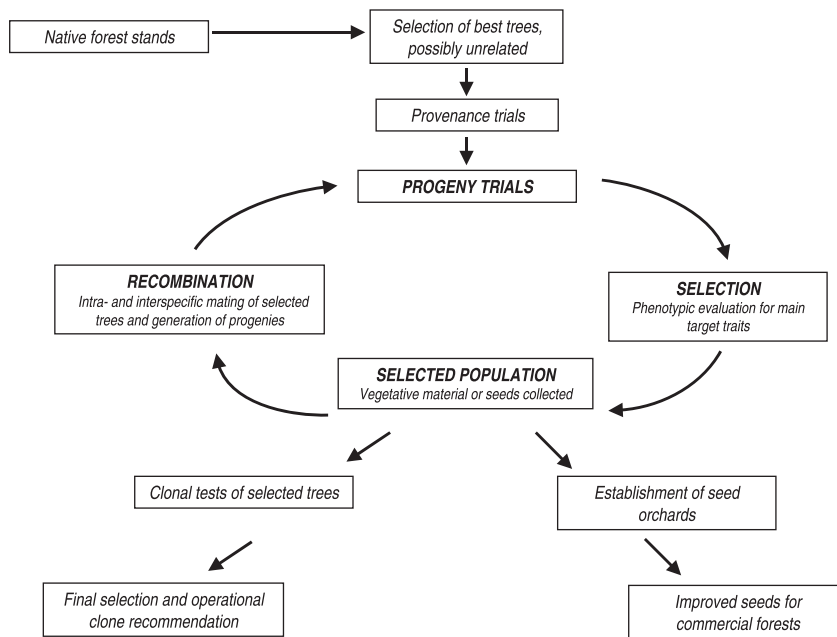 Native forest stands
Selection of best trees,
possibly unrelated
Provenance trials
PROGENY TRIALS
RECOMBINATION
Intra- and interspecific mating of selected
trees and generation of progenies
SELECTION
Phenotypic evaluation for main
target traits
SELECTED POPULATION
Vegetative material or seeds collected
Clonal tests of selected trees
Establishment of seed
orchards
Final selection and operational
clone recommendation
Improved seeds for
commercial forests